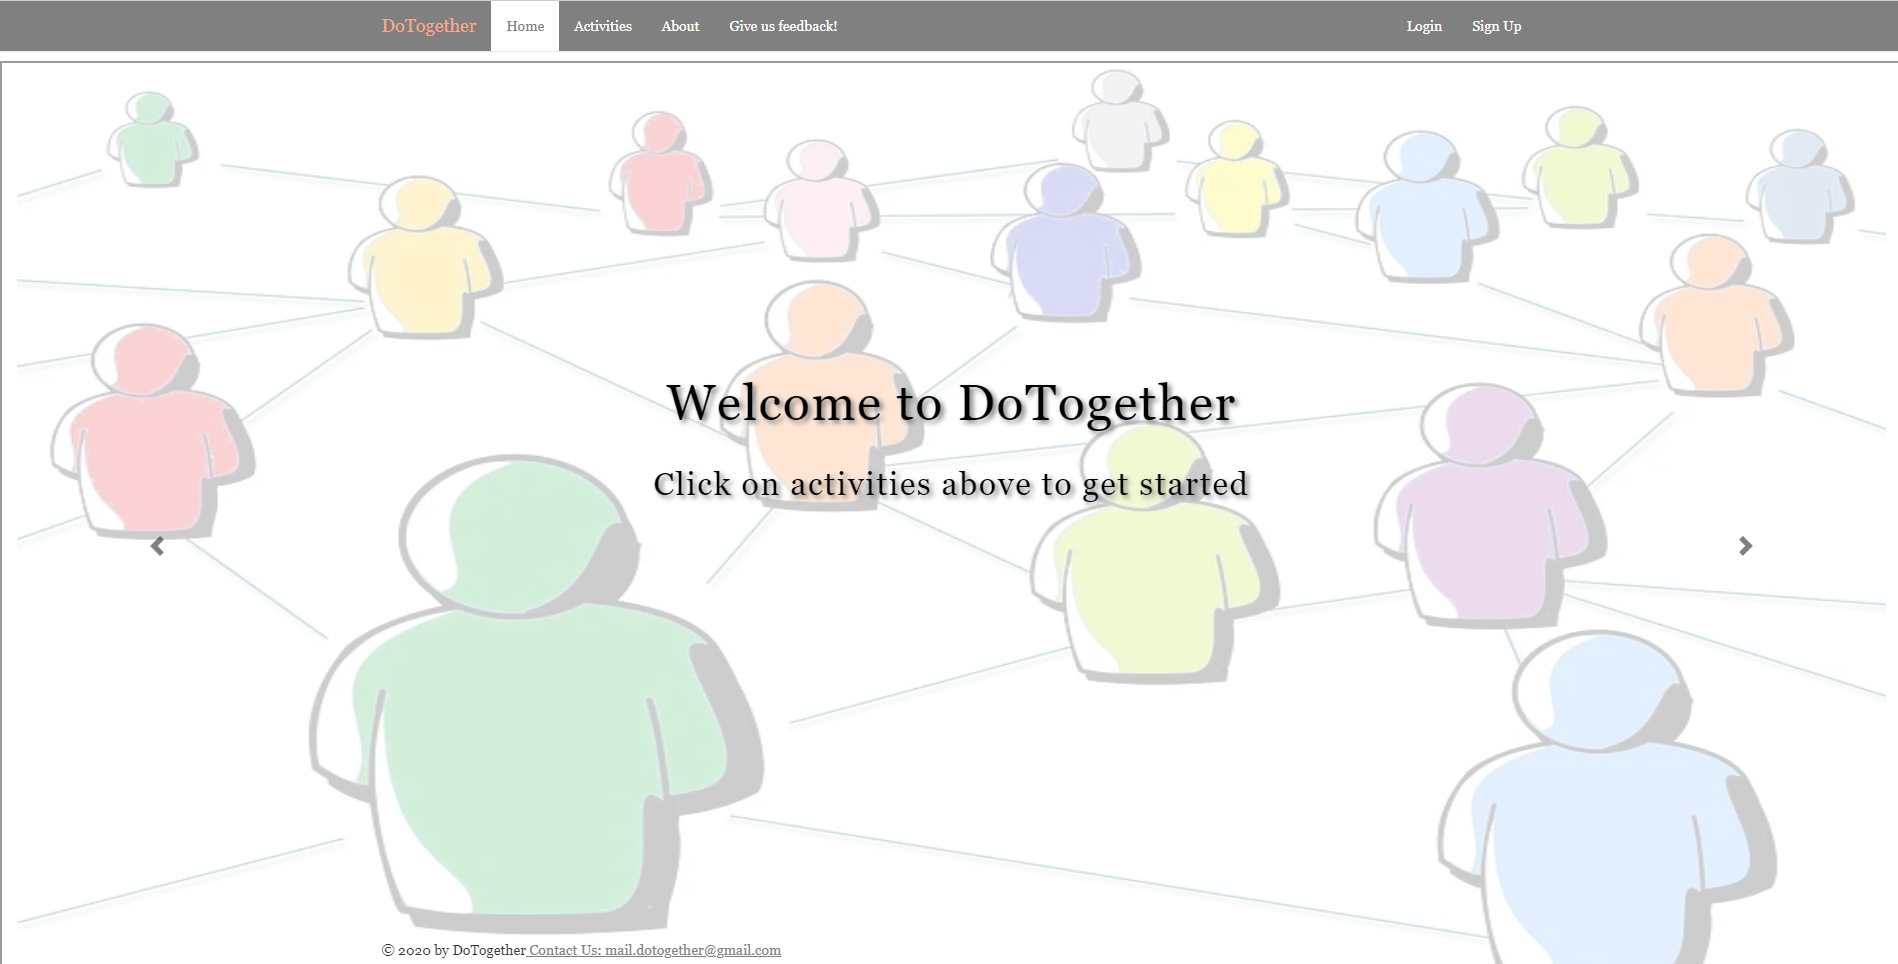 DoTogether Home Activities About Give us feedback! Login Sign Up
Welcome to DoTogether
Click on activities above to get started
© 2020 by DoTogether Contact Us: mail.dotogether@gmail.com